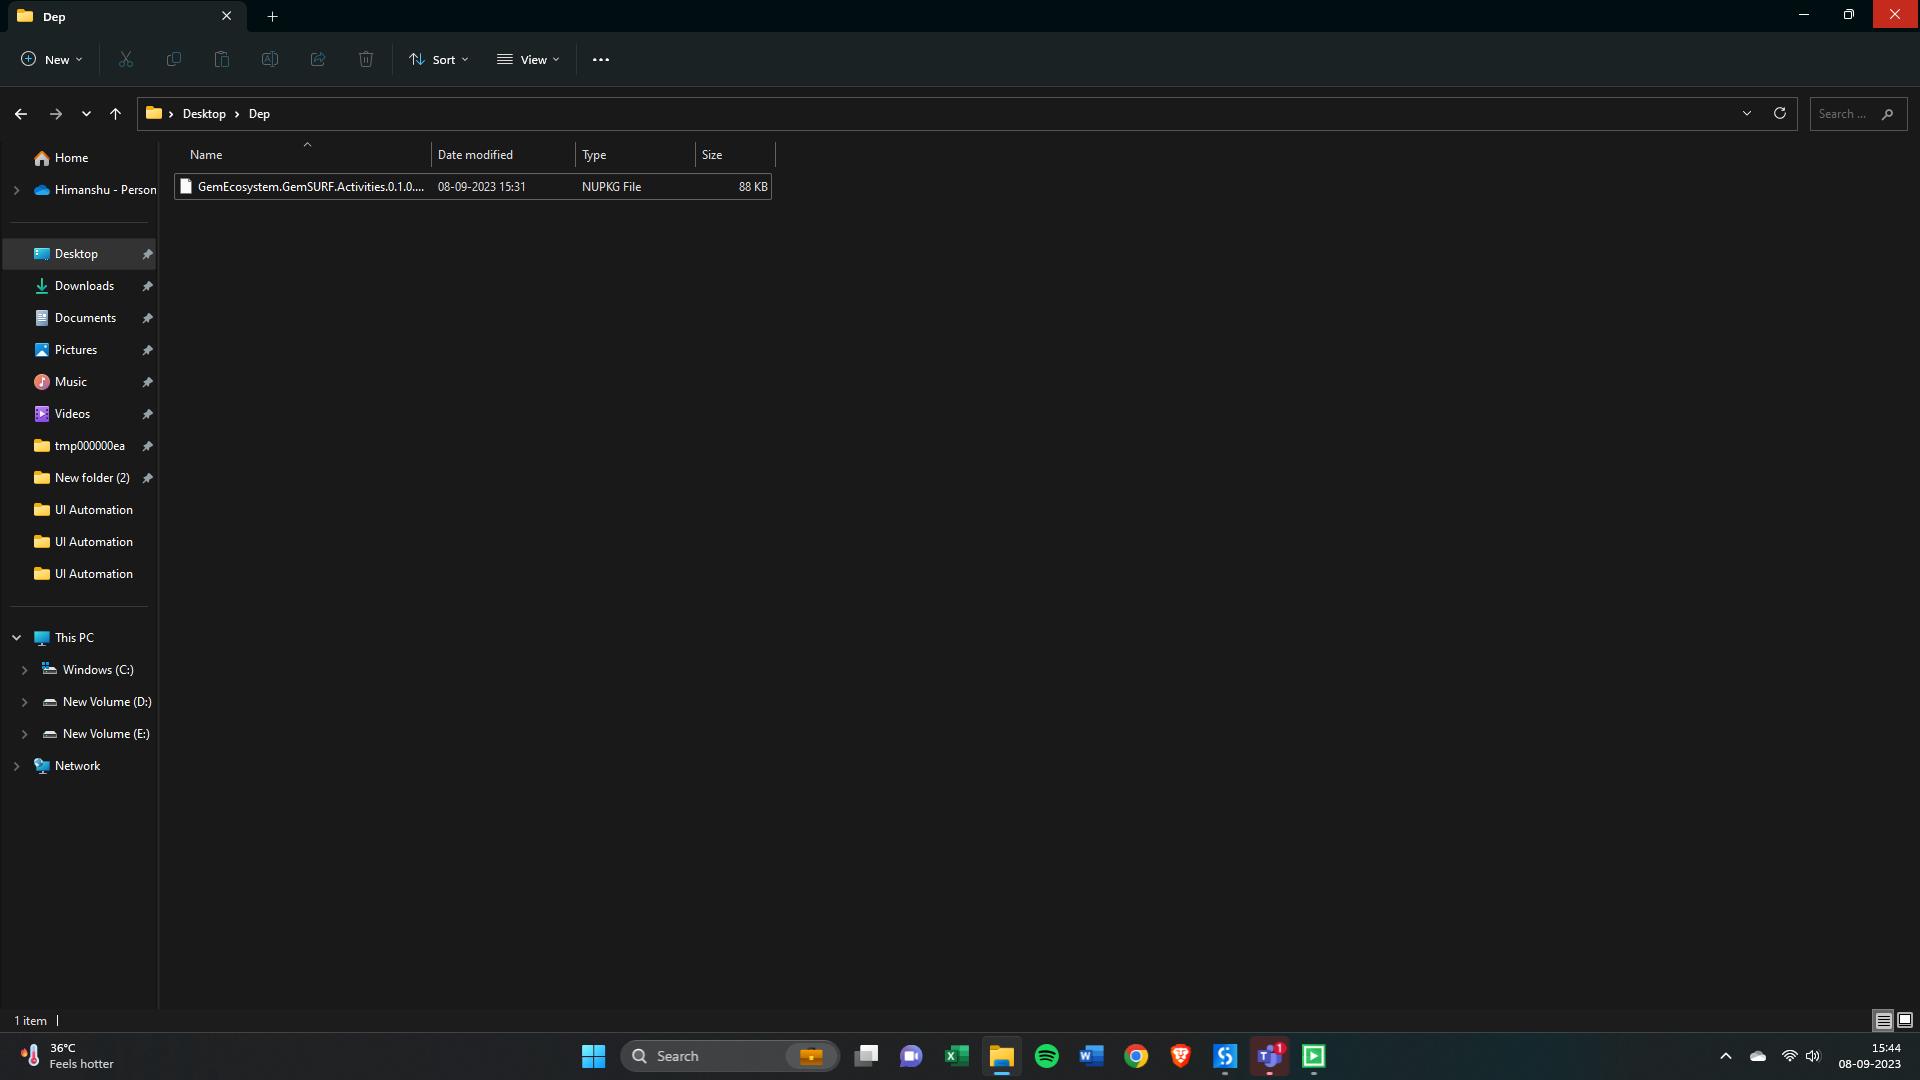 Dep
New
Sort
View
Desktop
Dep
Search ...
Name
Date modified
Type
Size
GemEcosystem.GemSURF.Activities.0.1.0....
08-09-2023 15:31
NUPKG File
88 KB
Home
Himanshu - Person
Desktop
Downloads
Documents
Pictures
Music
Videos
tmp000000ea
New folder (2)
UI Automation
UI Automation
UI Automation
This PC
Windows (C:)
New Volume (D:)
New Volume (E:)
Network
1 item
36°C
Feels hotter
Search
1
15:44
08-09-2023